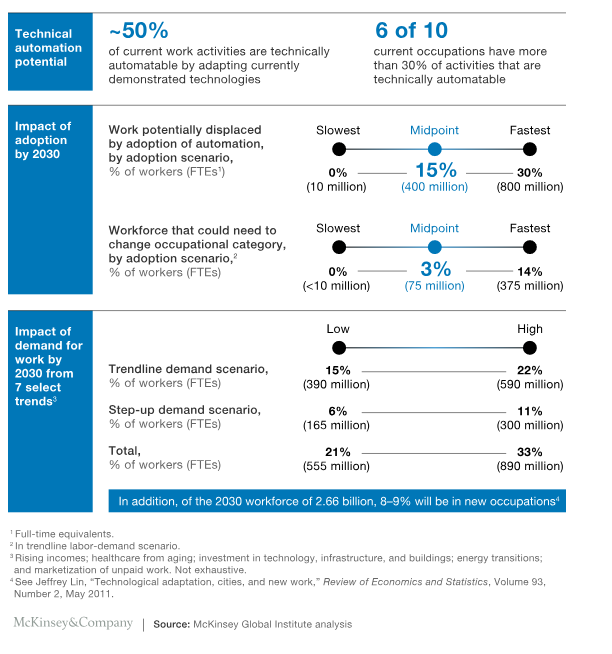 Technical
automation
potential
~50%
of current work activities are technically
automatable by adapting currently
demonstrated technologies
6 of 10
current occupations have more
than 30% of activities that are
technically automatable
Impact of
adoption
by 2030
Work potentially displaced
by adoption of automation,
by adoption scenario,
% of workers (FTEs¹)
Slowest Midpoint Fastest
0% 15% 30%
(10 million) (400 million) (800 million)
Workforce that could need to
change occupational category,
by adoption scenario,²
% of workers (FTEs)
Slowest Midpoint Fastest
0% 3% 14%
(<10 million) (75 million) (375 million)
Impact of
demand for
work by
2030 from
7 select
trends³
Low High
Trendline demand scenario,
% of workers (FTEs)
15% 22%
(390 million) (590 million)
Step-up demand scenario,
% of workers (FTEs)
6% 11%
(165 million) (300 million)
Total,
% of workers (FTEs)
21% 33%
(555 million) (890 million)
In addition, of the 2030 workforce of 2.66 billion, 8–9% will be in new occupations⁴
¹ Full-time equivalents.
² In trendline labor-demand scenario.
³ Rising incomes; healthcare from aging; investment in technology, infrastructure, and buildings; energy transitions;
and marketization of unpaid work. Not exhaustive.
⁴ See Jeffrey Lin, “Technological adaptation, cities, and new work,” Review of Economics and Statistics, Volume 93,
Number 2, May 2011.
McKinsey&Company | Source: McKinsey Global Institute analysis